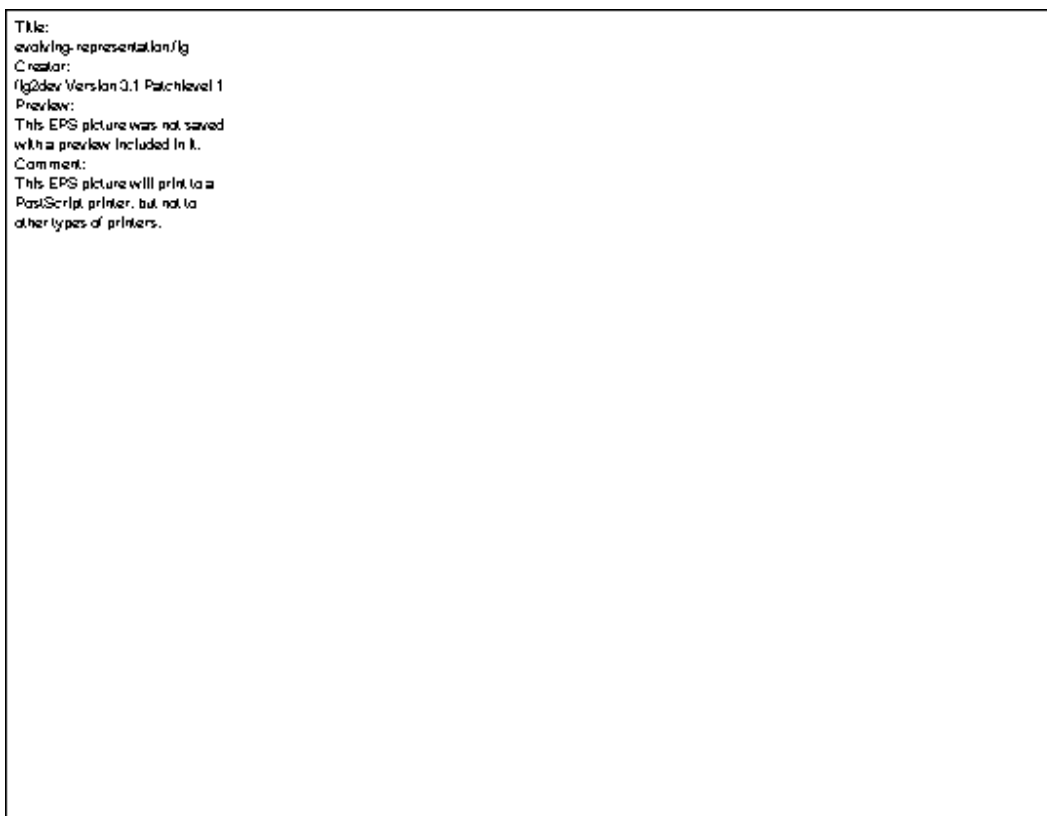 Title:
evolving-representation.fig
Creator:
fig2dev Version 3.1 Patchlevel 1
Preview:
This EPS picture was not saved
with a preview included in it.
Comment:
This EPS picture will print to a
PostScript printer, but not to
other types of printers.